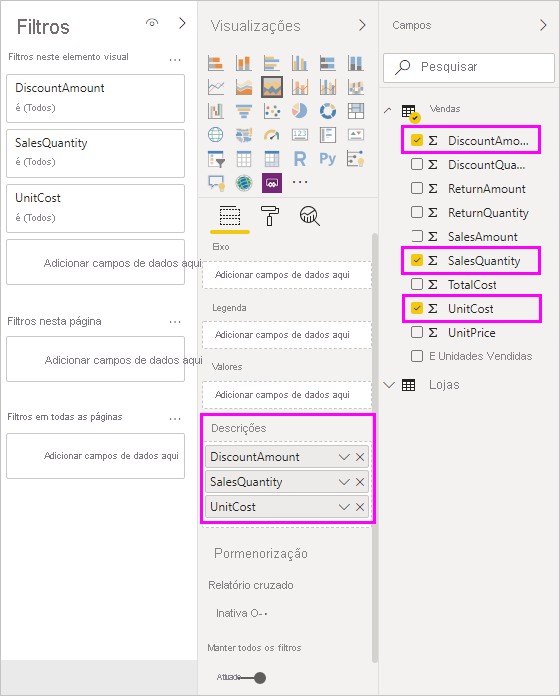 Filtros
Filtros neste elemento visual
DiscountAmount
é (Todos)
SalesQuantity
é (Todos)
UnitCost
é (Todos)
Adicionar campos de dados aqui
Filtros nesta página
Adicionar campos de dados aqui
Filtros em todas as páginas
Adicionar campos de dados aqui
Visualizações
R
Py
Eixo
Adicionar campos de dados aqui
Legenda
Adicionar campos de dados aqui
Valores
Adicionar campos de dados aqui
Descrições
DiscountAmount
SalesQuantity
UnitCost
Pormenorização
Relatório cruzado
Inativa O-·
Manter todos os filtros
Campos
Pesquisar
Vendas
Σ DiscountAmo...
Σ DiscountQua...
Σ ReturnAmount
Σ ReturnQuantity
Σ SalesAmount
Σ SalesQuantity
Σ TotalCost
Σ UnitCost
Σ UnitPrice
E Unidades Vendidas
Lojas